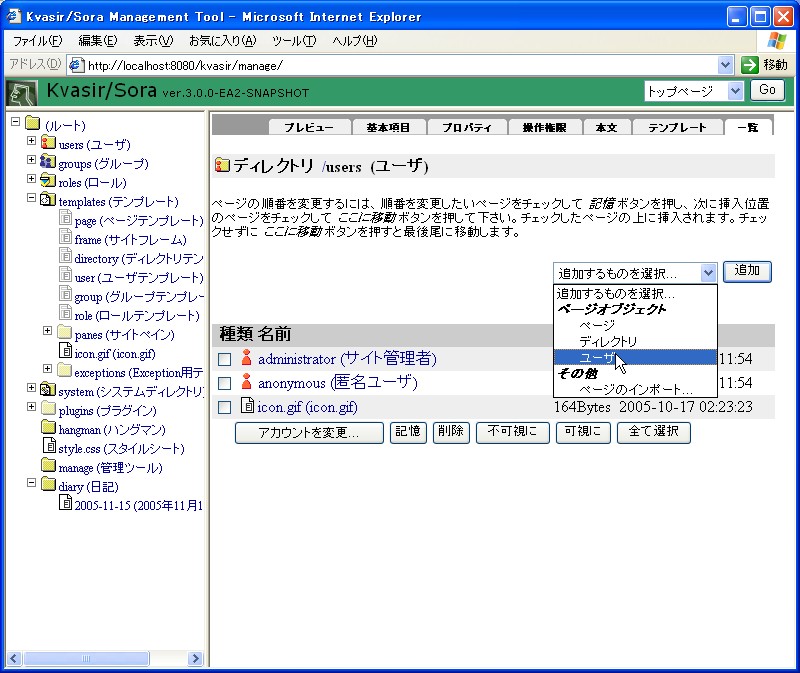 Kvasir/Sora Management Tool - Microsoft Internet Explorer
ファイル(F) 編集(E) 表示(V) お気に入り(A) ツール(T) ヘルプ(H)
アドレス(D) http://localhost:8080/kvasir/manage/ 移動
Kvasir/Sora ver.3.0.0-EA2-SNAPSHOT トップページ Go
(ルート)
users (ユーザ)
groups (グループ)
roles (ロール)
templates (テンプレート)
page (ページテンプレート)
frame (サイトフレーム)
directory (ディレクトリテン
user (ユーザテンプレート)
group (グループテンプレー
role (ロールテンプレート)
panes (サイトペイン)
icon.gif (icon.gif)
exceptions (Exception用テ
system (システムディレクトリ
plugins (プラグイン)
hangman (ハングマン)
style.css (スタイルシート)
manage (管理ツール)
diary (日記)
2005-11-15 (2005年11月1
プレビュー 基本項目 プロパティ 操作権限 本文 テンプレート 一覧
ディレクトリ /users (ユーザ)
ページの順番を変更するには、順番を変更したいページをチェックして 記憶 ボタンを押し、次に挿入位置
のページをチェックして ここに移動 ボタンを押して下さい。チェックしたページの上に挿入されます。チェッ
クせずに ここに移動 ボタンを押すと最後尾に移動します。
追加するものを選択... 追加
追加するものを選択...
ページオブジェクト
ページ
ディレクトリ
ユーザ
その他
ページのインポート...
種類 名前
administrator (サイト管理者) 11:54
anonymous (匿名ユーザ) 11:54
icon.gif (icon.gif) 164Bytes 2005-10-17 02:23:23
アカウントを変更... 記憶 削除 不可視に 可視に 全て選択